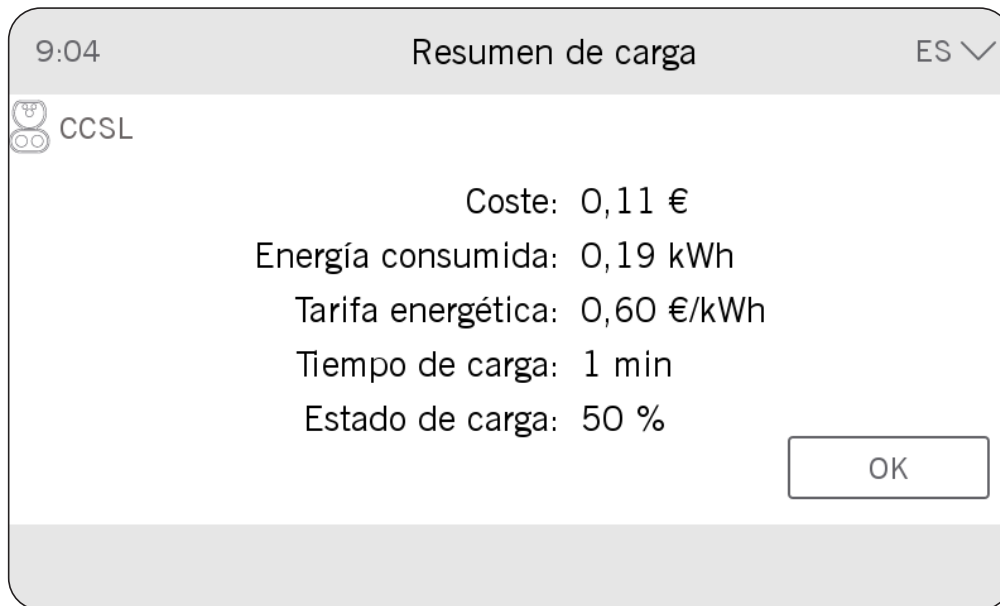 9:04 Resumen de carga ES
CCSL
Coste: 0,11 €
Energía consumida: 0,19 kWh
Tarifa energética: 0,60 €/kWh
Tiempo de carga: 1 min
Estado de carga: 50 %
OK